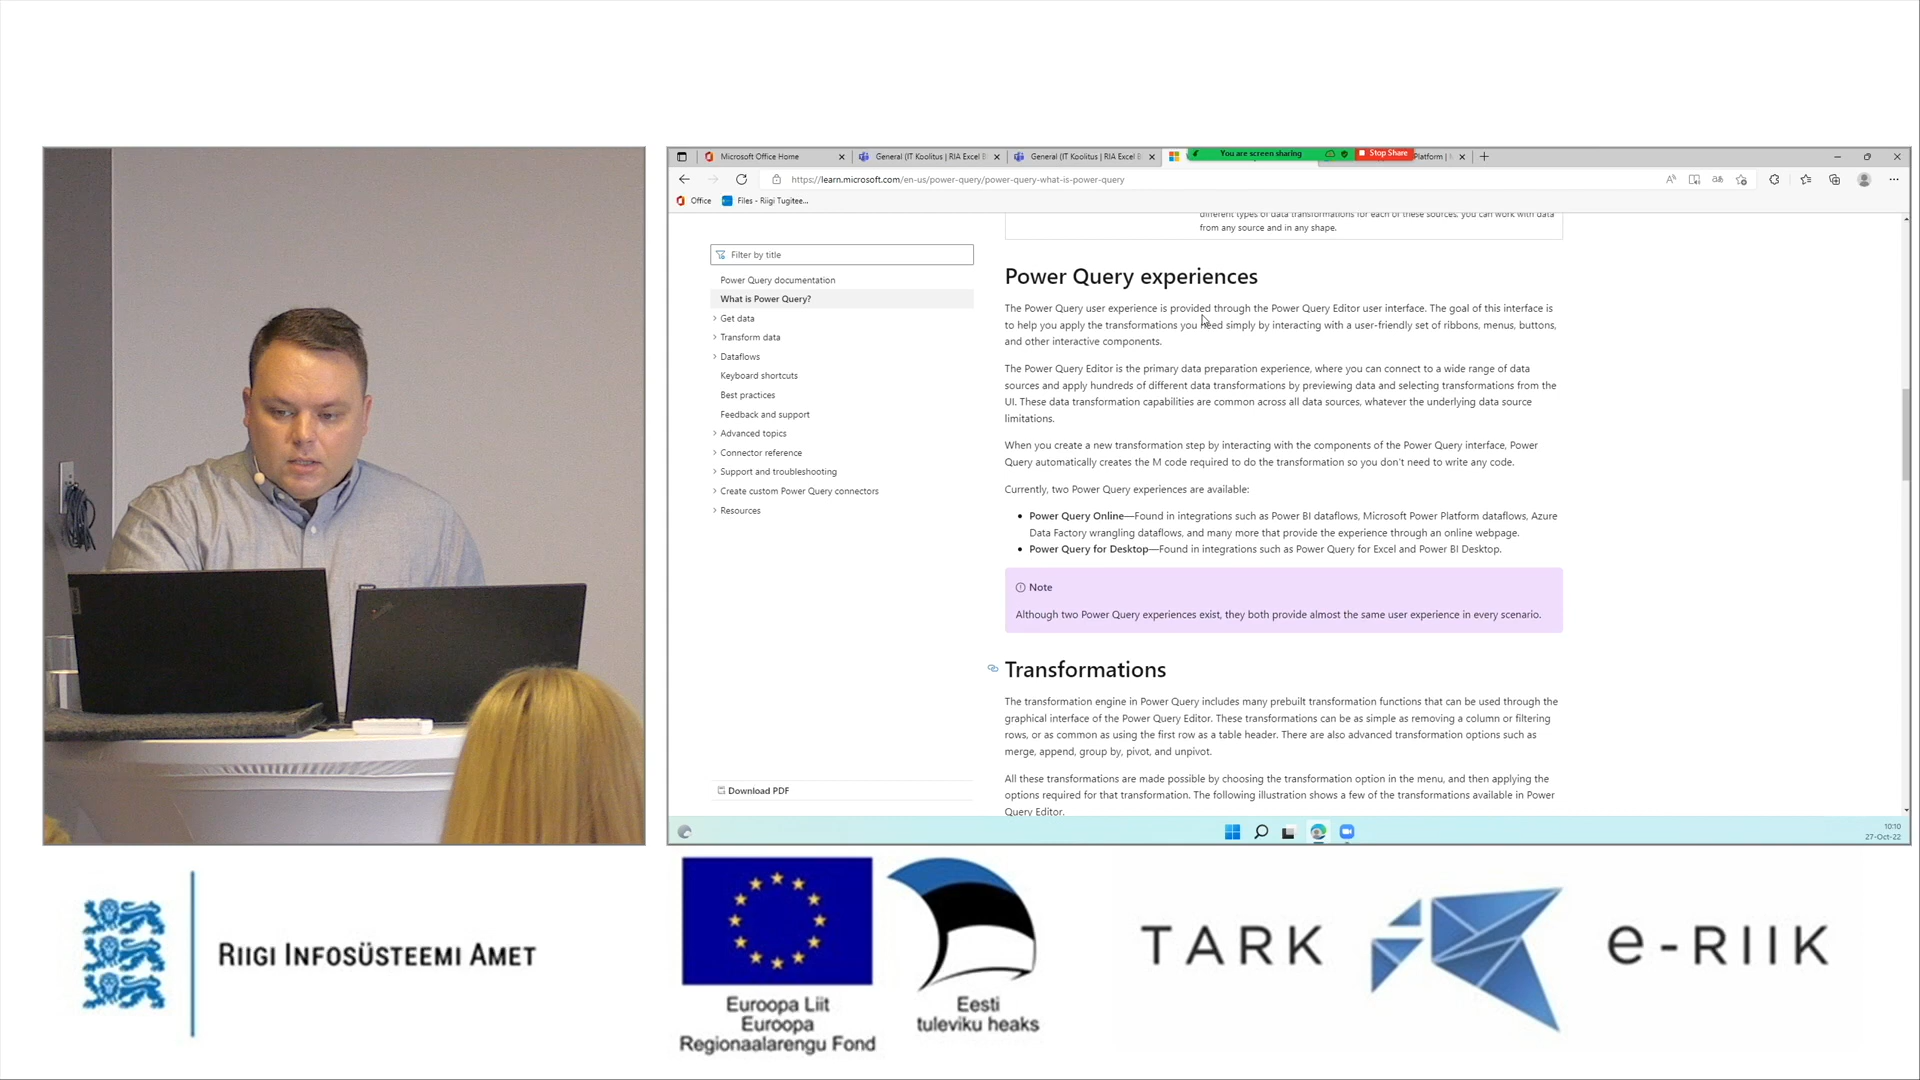 Microsoft Office Home
General (IT Koolitus | RIA Excel
General (IT Koolitus | RIA Excel
You are screen sharing
Stop Share
Platform |
https://learn.microsoft.com/en-us/power-query/power-query-what-is-power-query
Office
Files - Riigi Tugitee...
different types of data transformations for each of these sources, you can work with data
from any source and in any shape.
Filter by title
Power Query documentation
What is Power Query?
Get data
Transform data
Dataflows
Keyboard shortcuts
Best practices
Feedback and support
Advanced topics
Connector reference
Support and troubleshooting
Create custom Power Query connectors
Resources
Download PDF
Power Query experiences
The Power Query user experience is provided through the Power Query Editor user interface. The goal of this interface is
to help you apply the transformations you need simply by interacting with a user-friendly set of ribbons, menus, buttons,
and other interactive components.
The Power Query Editor is the primary data preparation experience, where you can connect to a wide range of data
sources and apply hundreds of different data transformations by previewing data and selecting transformations from the
UI. These data transformation capabilities are common across all data sources, whatever the underlying data source
limitations.
When you create a new transformation step by interacting with the components of the Power Query interface, Power
Query automatically creates the M code required to do the transformation so you don't need to write any code.
Currently, two Power Query experiences are available:
• Power Query Online—Found in integrations such as Power BI dataflows, Microsoft Power Platform dataflows, Azure
Data Factory wrangling dataflows, and many more that provide the experience through an online webpage.
• Power Query for Desktop—Found in integrations such as Power Query for Excel and Power BI Desktop.
Note
Although two Power Query experiences exist, they both provide almost the same user experience in every scenario.
Transformations
The transformation engine in Power Query includes many prebuilt transformation functions that can be used through the
graphical interface of the Power Query Editor. These transformations can be as simple as removing a column or filtering
rows, or as common as using the first row as a table header. There are also advanced transformation options such as
merge, append, group by, pivot, and unpivot.
All these transformations are made possible by choosing the transformation option in the menu, and then applying the
options required for that transformation. The following illustration shows a few of the transformations available in Power
Query Editor.
10:10
27-Oct-22
RIIGI INFOSÜSTEEMI AMET
Euroopa Liit
Euroopa
Regionaalarengu Fond
Eesti
tuleviku heaks
TARK e-RIIK